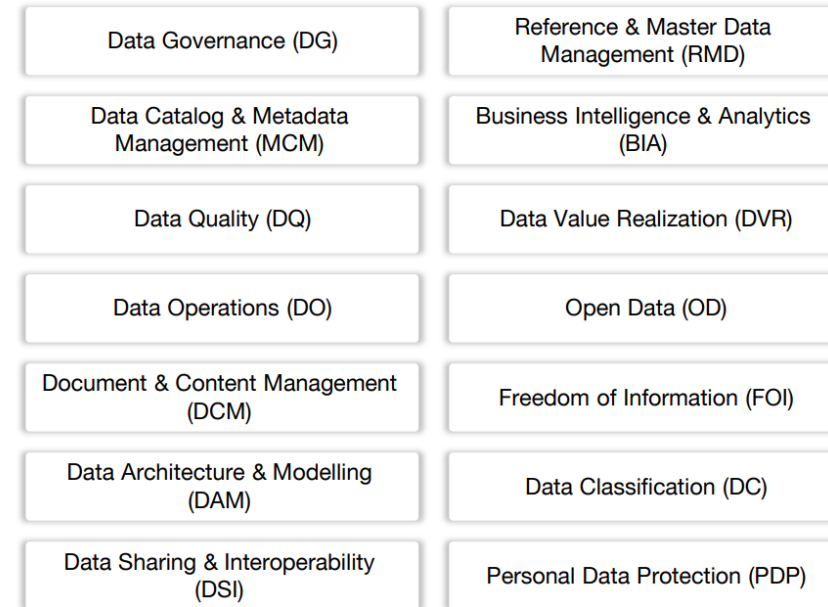 Data Governance (DG)
Reference & Master Data
Management (RMD)
Data Catalog & Metadata
Management (MCM)
Business Intelligence & Analytics
(BIA)
Data Quality (DQ)
Data Value Realization (DVR)
Data Operations (DO)
Open Data (OD)
Document & Content Management
(DCM)
Freedom of Information (FOI)
Data Architecture & Modelling
(DAM)
Data Classification (DC)
Data Sharing & Interoperability
(DSI)
Personal Data Protection (PDP)